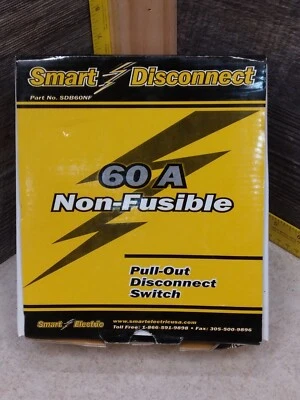 Smart Disconnect
Part No. SDB60NF
60 A
Non-Fusible
Pull-Out
Disconnect
Switch
Smart Electric
www.smartelectricusa.com
Toll Free: 1-866-591-9898 • Fax: 305-500-9896